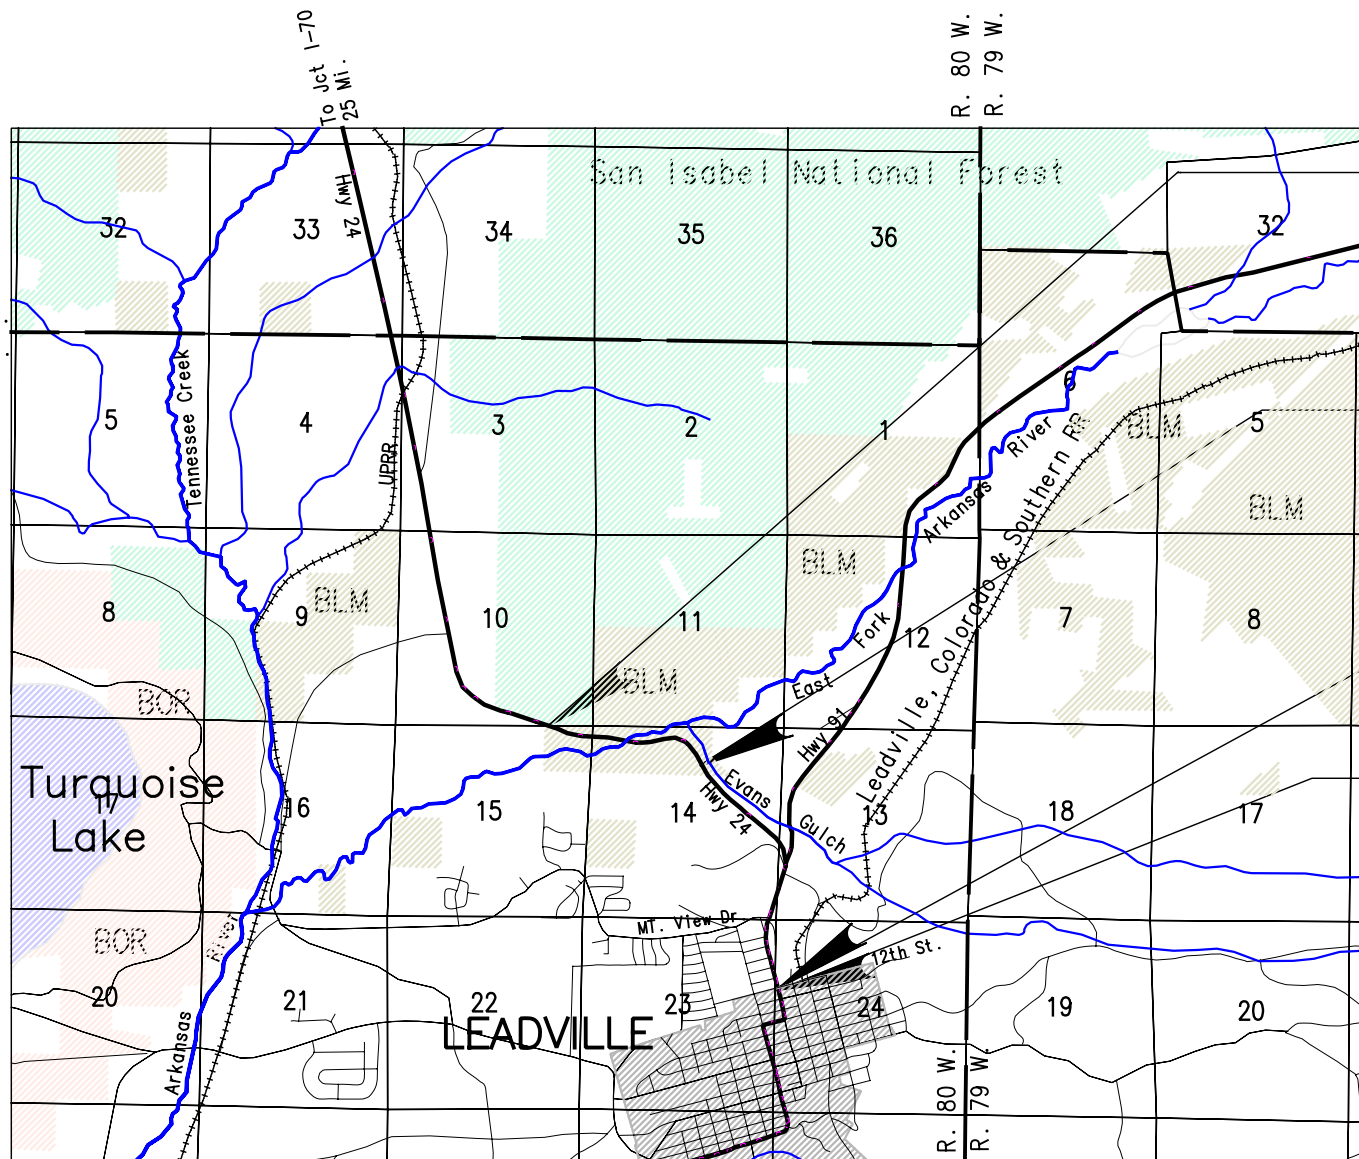 To Jct I-70
25 Mi.
R. 80 W.
R. 79 W.
San Isabel National Forest
Hwy 24
32
33
34
35
36
32
Tennessee Creek
UPRR
5
4
3
2
1
6
5
BLM
River
Arkansas
Fork
East
Leadville, Colorado & Southern RR
BLM
BLM
BLM
8
9
10
11
12
7
8
BLM
BOR
Hwy 91
Turquoise
Lake
17
16
15
14
13
18
17
Evans
Gulch
Hwy 24
MT. View Dr
BOR
River
12th St.
20
21
22
23
24
19
20
LEADVILLE
Arkansas
R. 80 W.
R. 79 W.